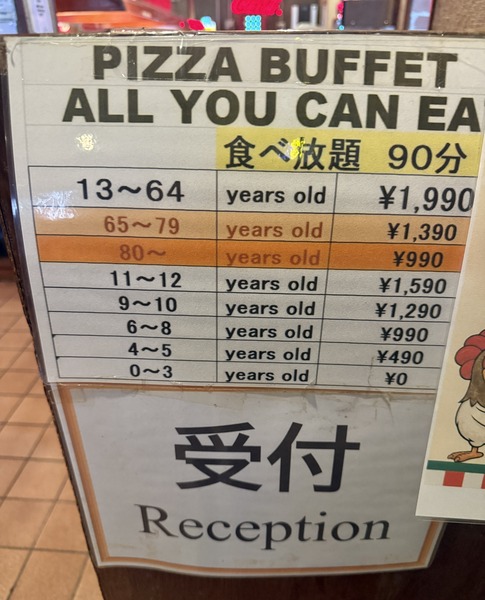 PIZZA BUFFET
ALL YOU CAN EA
食べ放題 90分
13～64 years old ¥1,990
65～79 years old ¥1,390
80～ years old ¥990
11～12 years old ¥1,590
9～10 years old ¥1,290
6～8 years old ¥990
4～5 years old ¥490
0～3 years old ¥0
受付
Reception